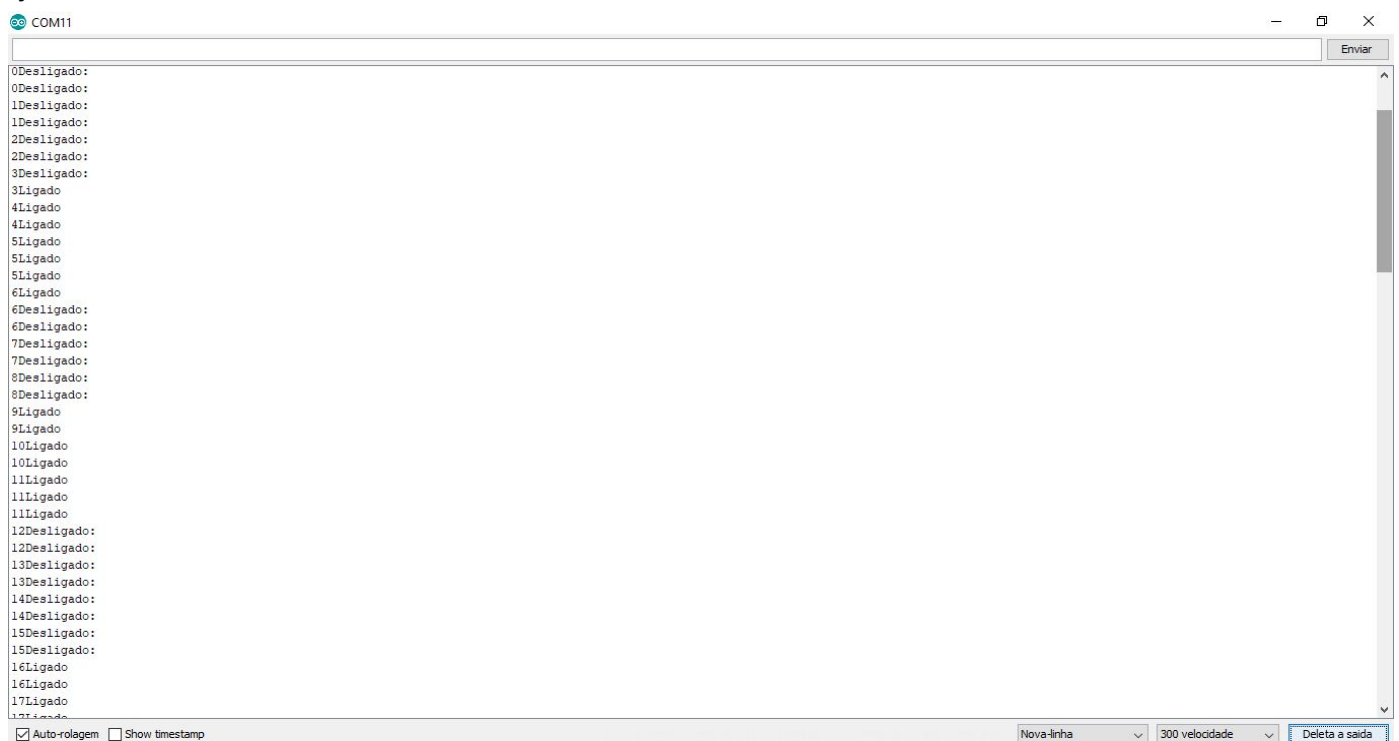 COM11
Enviar
0Desligado:
0Desligado:
1Desligado:
1Desligado:
2Desligado:
2Desligado:
3Desligado:
3Ligado
4Ligado
4Ligado
5Ligado
5Ligado
5Ligado
6Ligado
6Desligado:
6Desligado:
7Desligado:
7Desligado:
8Desligado:
8Desligado:
9Ligado
9Ligado
10Ligado
10Ligado
11Ligado
11Ligado
11Ligado
12Desligado:
12Desligado:
13Desligado:
13Desligado:
14Desligado:
14Desligado:
15Desligado:
15Desligado:
16Ligado
16Ligado
17Ligado
17Ligado
Auto-rolagem Show timestamp Nova-linha 300 velocidade Deleta a saida